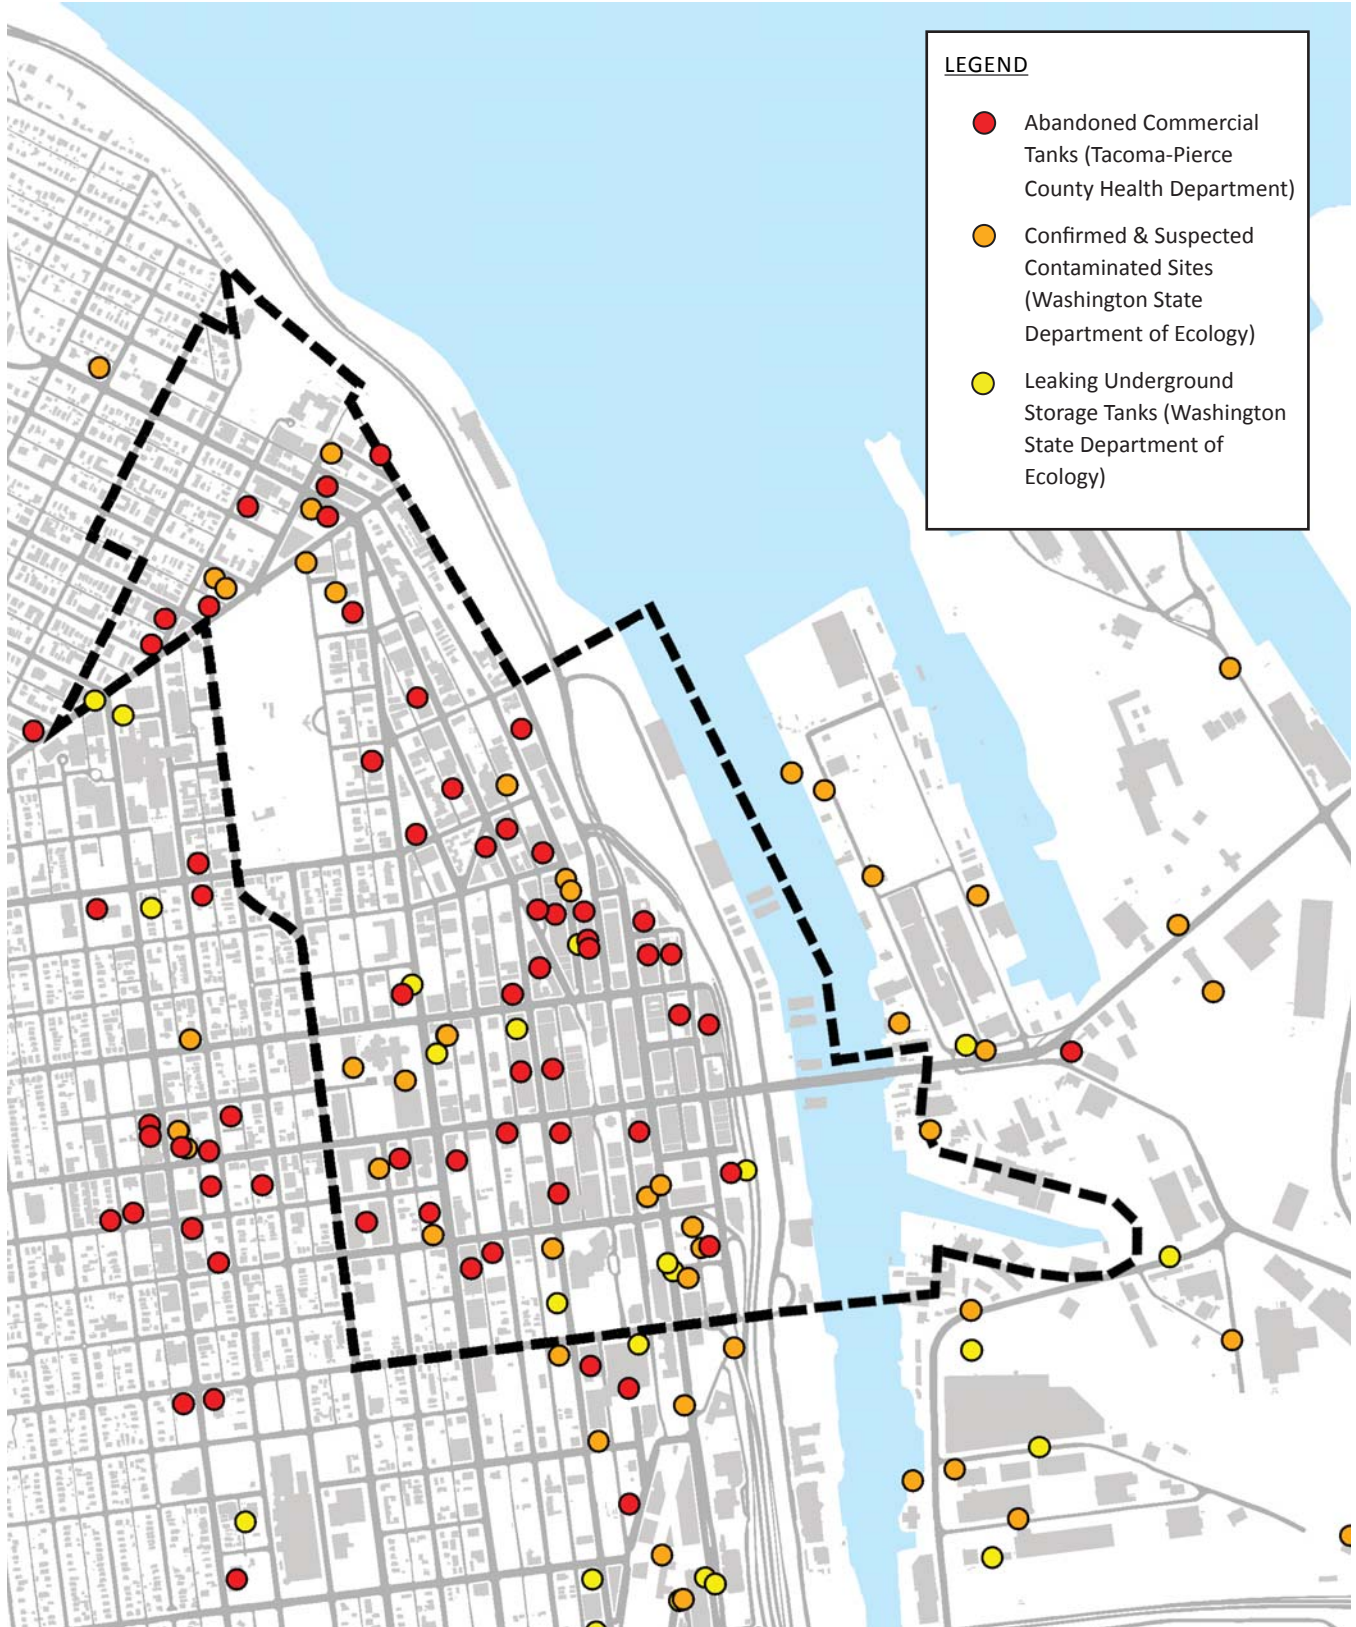 LEGEND
Abandoned Commercial
Tanks (Tacoma-Pierce
County Health Department)
Confirmed & Suspected
Contaminated Sites
(Washington State
Department of Ecology)
Leaking Underground
Storage Tanks (Washington
State Department of
Ecology)